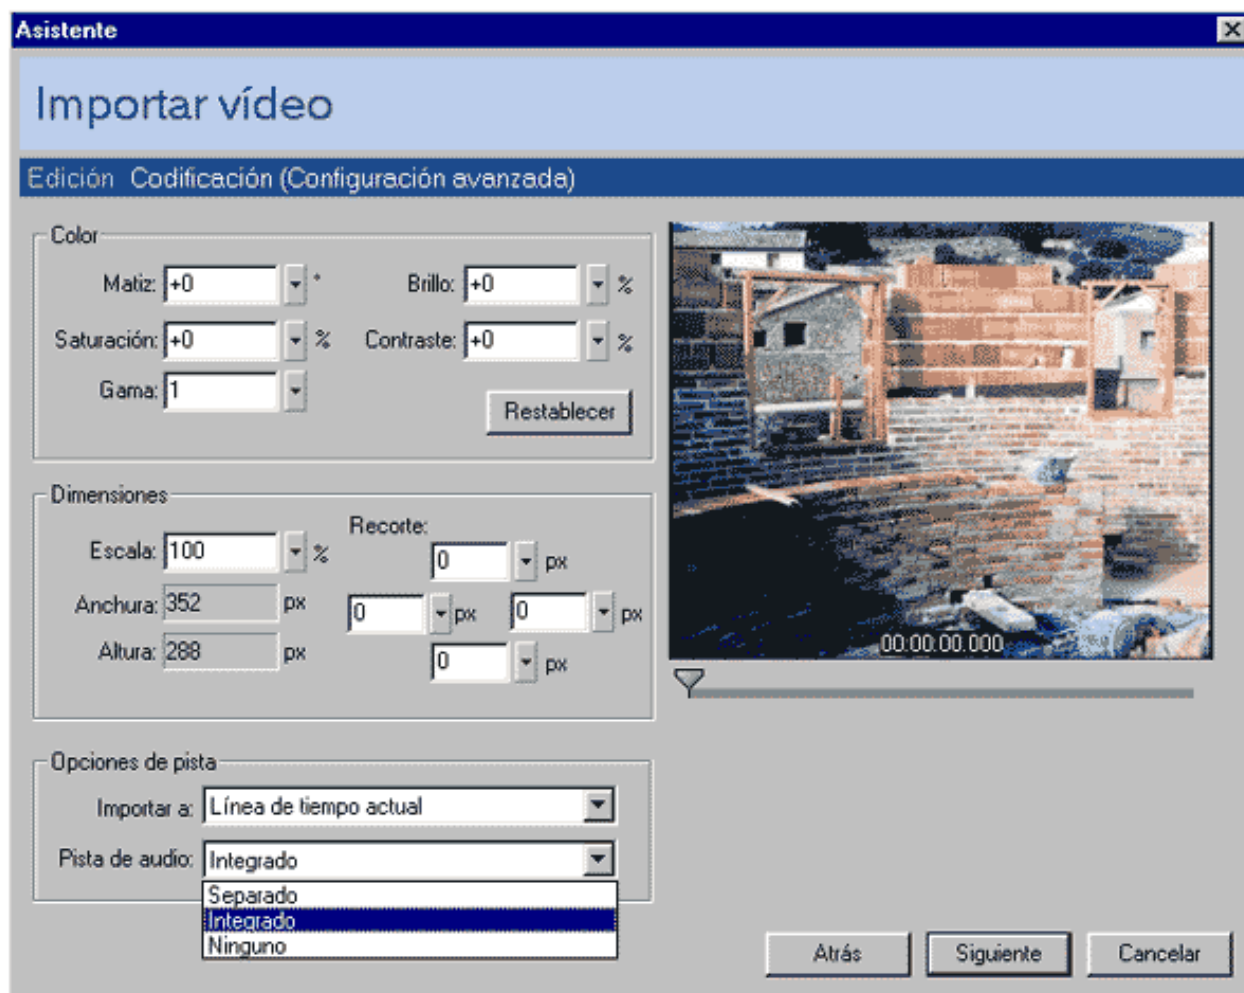 Asistente
Importar vídeo
Edición Codificación (Configuración avanzada)
Color
Matiz: +0 °
Brillo: +0 %
Saturación: +0 %
Contraste: +0 %
Gama: 1
Restablecer
Dimensiones
Escala: 100 %
Recorte:
0 px
Anchura: 352 px
0 px
0 px
Altura: 288 px
0 px
00:00:00.000
Opciones de pista
Importar a: Línea de tiempo actual
Pista de audio: Integrado
Separado
Integrado
Ninguno
Atrás
Siguiente
Cancelar